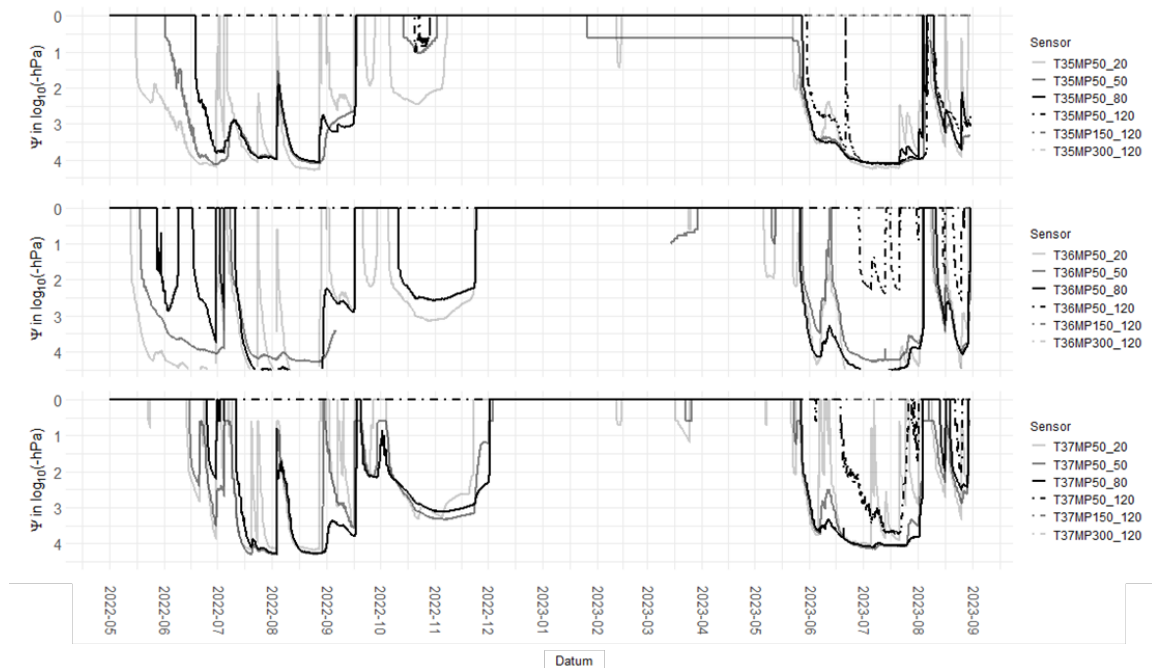 Ψ in log10(-hPa)
0
1
2
3
4
Sensor
T35MP50_20
T35MP50_50
T35MP50_80
T35MP50_120
T35MP150_120
T35MP300_120
Ψ in log10(-hPa)
0
1
2
3
4
Sensor
T36MP50_20
T36MP50_50
T36MP50_80
T36MP50_120
T36MP150_120
T36MP300_120
Ψ in log10(-hPa)
0
1
2
3
4
Sensor
T37MP50_20
T37MP50_50
T37MP50_80
T37MP50_120
T37MP150_120
T37MP300_120
2022-05
2022-06
2022-07
2022-08
2022-09
2022-10
2022-11
2022-12
2023-01
2023-02
2023-03
2023-04
2023-05
2023-06
2023-07
2023-08
2023-09
Datum